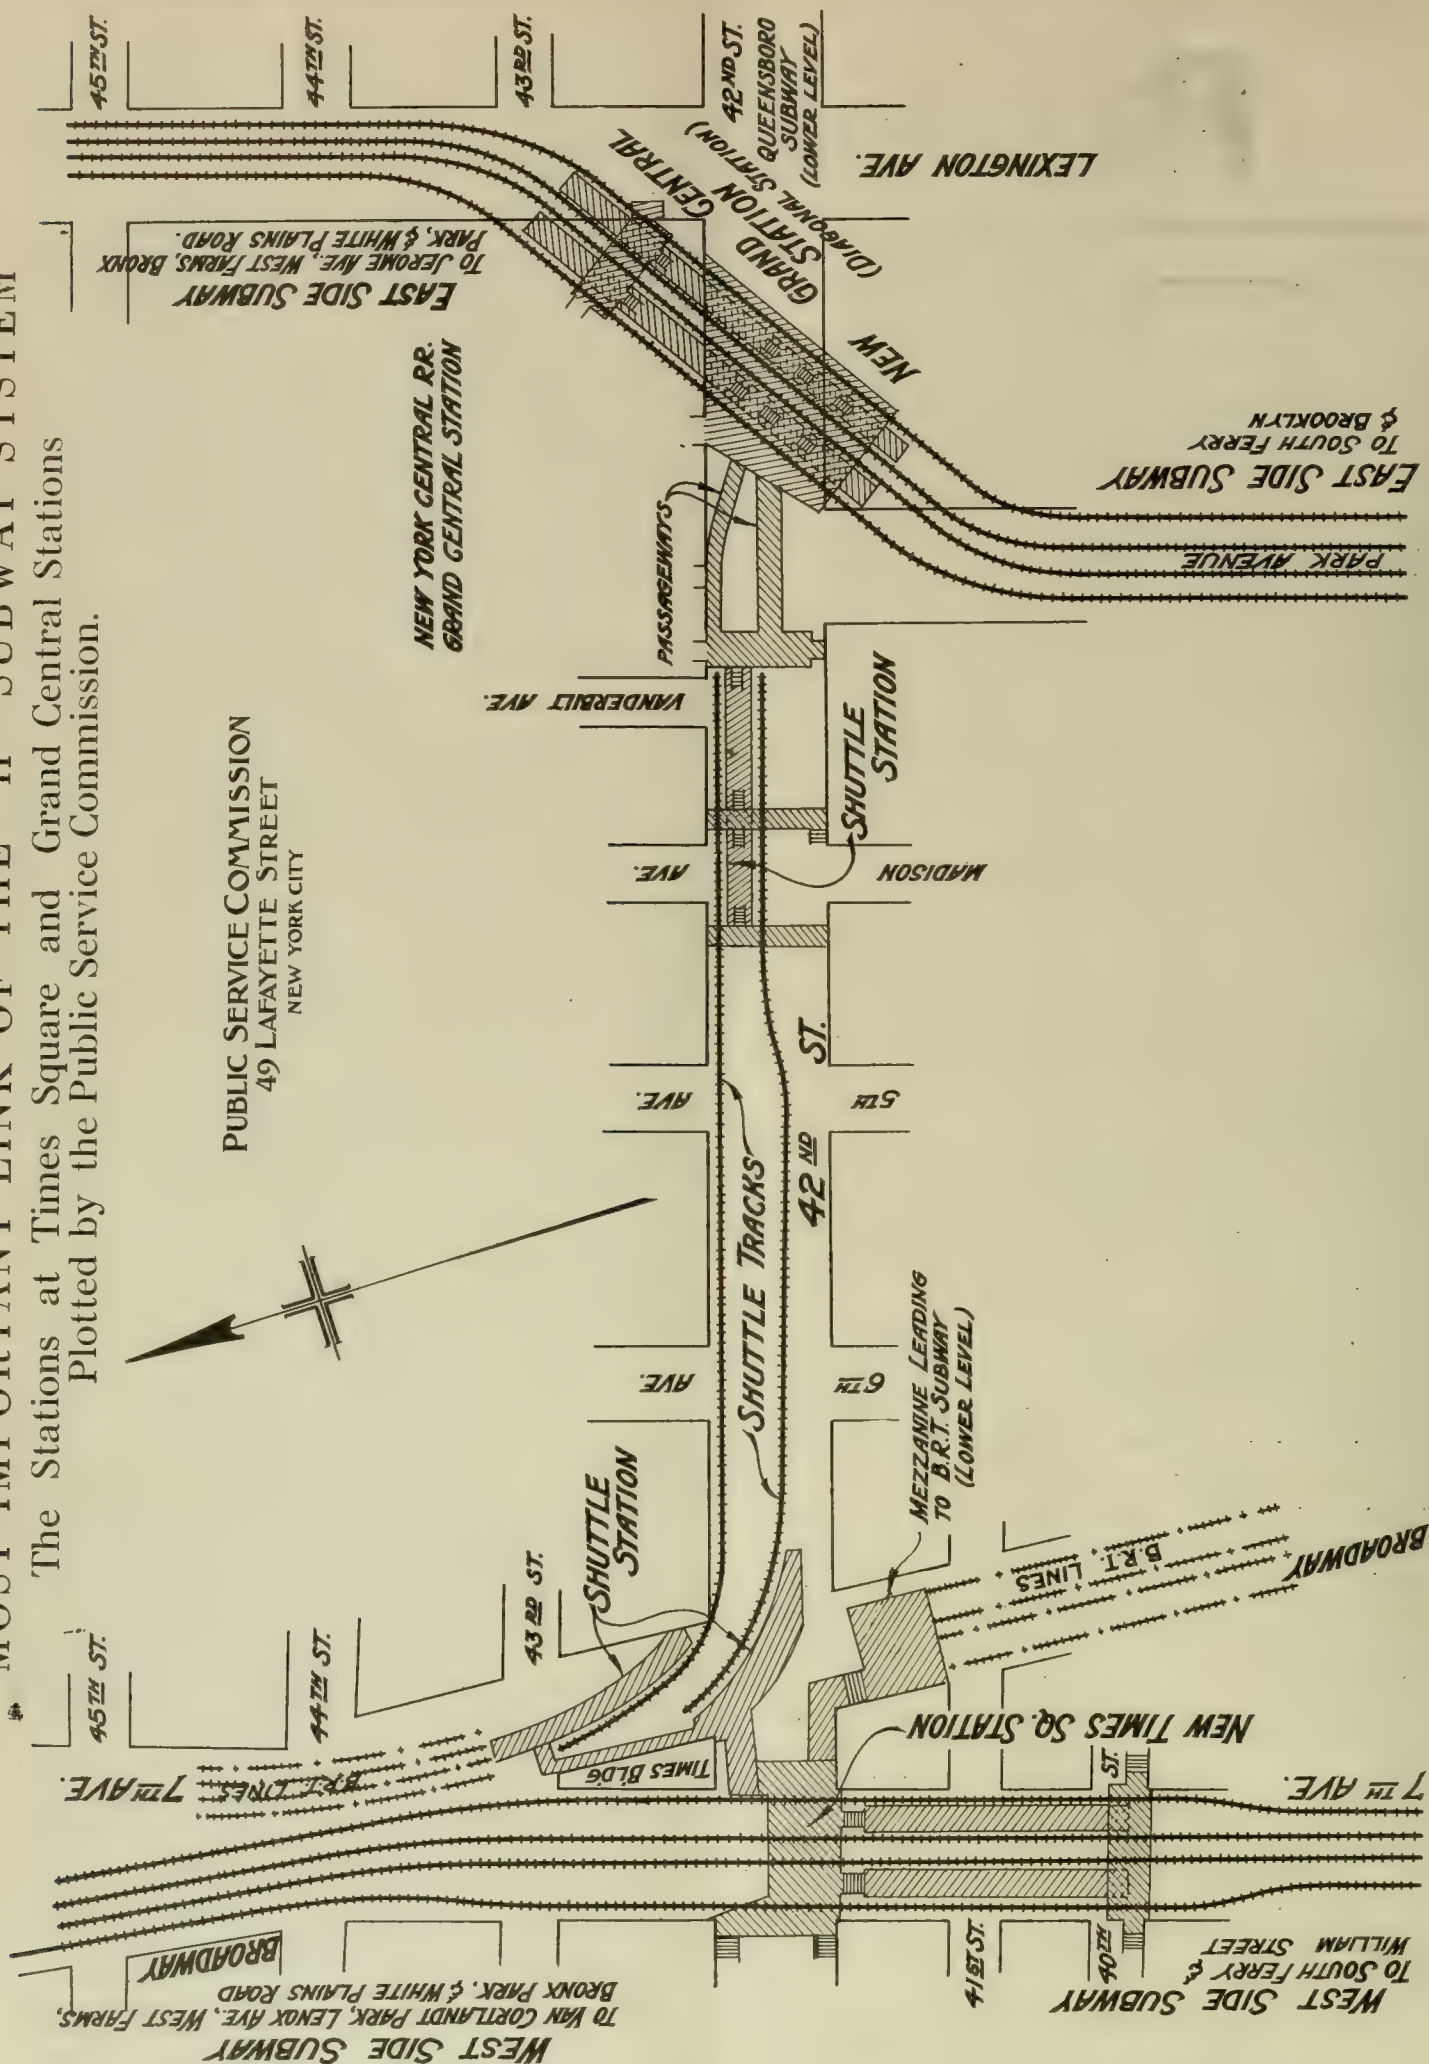 MOST IMPORTANT LINK OF THE "H" SUBWAY SYSTEM
The Stations at Times Square and Grand Central Stations
Plotted by the Public Service Commission.
PUBLIC SERVICE COMMISSION
49 LAFAYETTE STREET
NEW YORK CITY
WEST SIDE SUBWAY
TO VAN CORTLANDT PARK, LENOX AVE., WEST FARMS,
BRONX PARK, & WHITE PLAINS ROAD
BROADWAY
7TH AVE.
B.R.T. LINES
45TH ST.
44TH ST.
43RD ST.
TIMES BLDG
SHUTTLE
STATION
NEW TIMES SQ. STATION
41ST ST.
40TH
ST.
7TH AVE.
WEST SIDE SUBWAY
TO SOUTH FERRY &
WILLIAM STREET
MEZZANINE LEADING
TO B.R.T. SUBWAY
(LOWER LEVEL)
B.R.T.
LINES
BROADWAY
6TH
AVE.
SHUTTLE TRACKS
42ND
ST.
5TH
AVE.
MADISON
AVE.
SHUTTLE
STATION
VANDERBILT AVE.
PASSAGEWAYS
NEW YORK CENTRAL RR.
GRAND CENTRAL STATION
EAST SIDE SUBWAY
TO JEROME AVE., WEST FARMS, BRONX
PARK, & WHITE PLAINS ROAD.
45TH ST.
44TH ST.
43RD ST.
42ND ST.
QUEENSBORO
SUBWAY
(LOWER LEVEL)
NEW
GRAND CENTRAL
STATION
(DIAGONAL STATION)
LEXINGTON AVE.
PARK AVENUE
EAST SIDE SUBWAY
TO SOUTH FERRY
& BROOKLYN